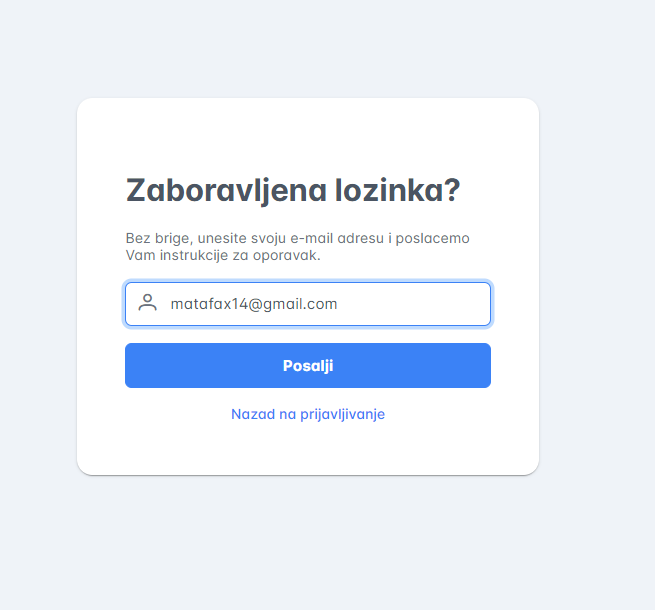 Zaboravljena lozinka?
Bez brige, unesite svoju e-mail adresu i poslacemo
Vam instrukcije za oporavak.
matafax14@gmail.com
Posalji
Nazad na prijavljivanje